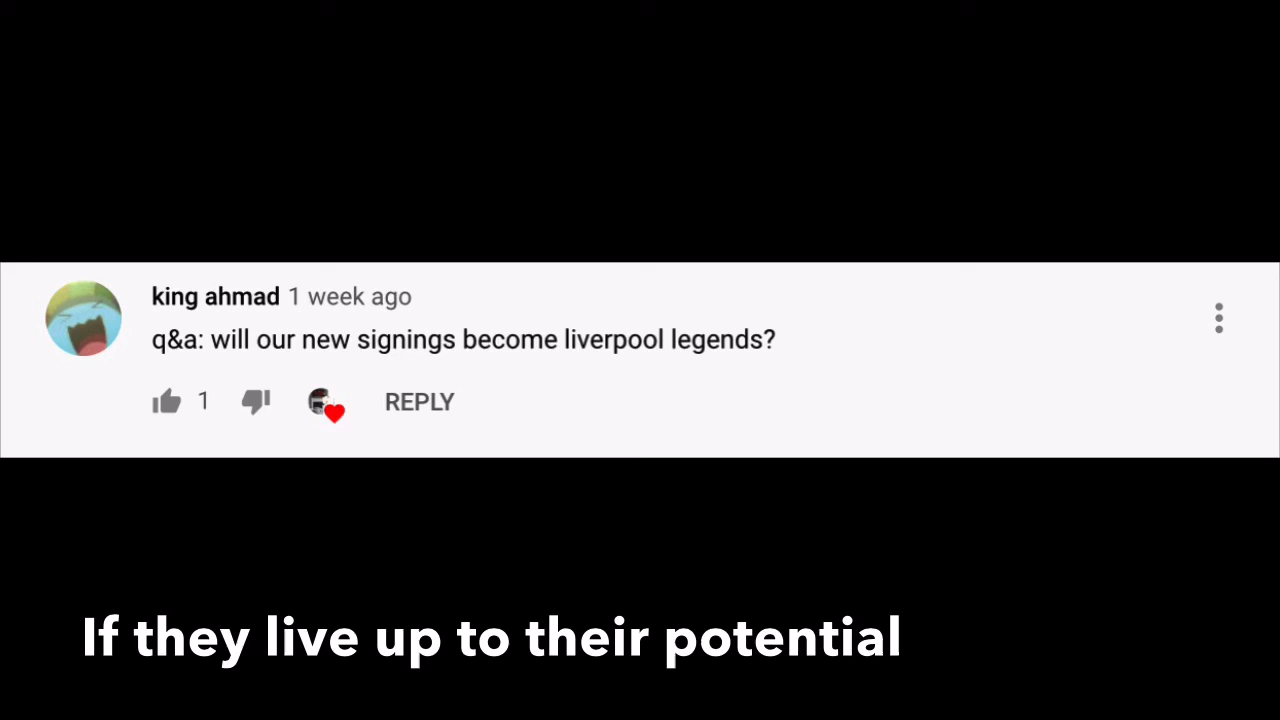 king ahmad 1 week ago
q&a: will our new signings become liverpool legends?
1 REPLY
If they live up to their potential